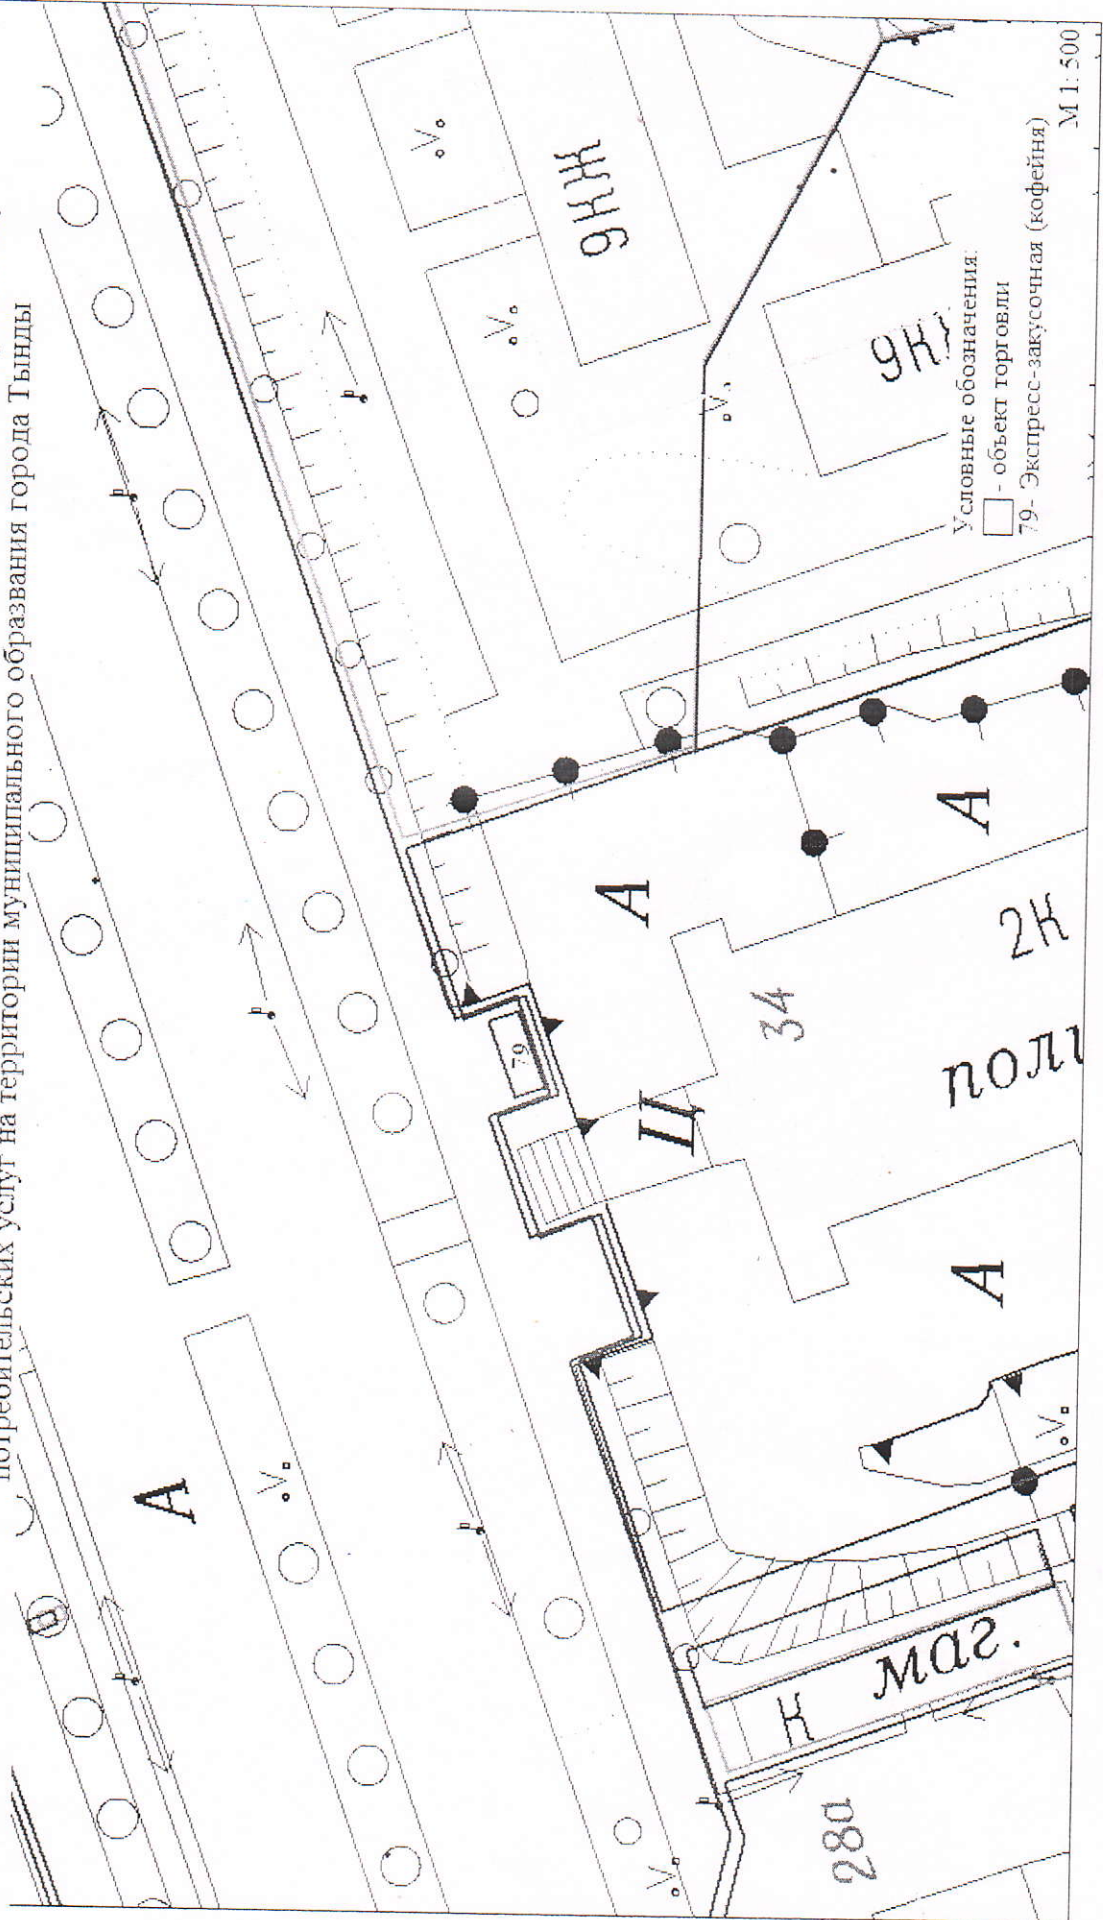 потребительских услуг на территории муниципального образвания города Тынды
А
9КЖ
9КЖ
79
А
А
Ц
34
2К
А
К
маг.
28а
Условные обозначения:
- объект торговли
79- Экспресс-закусочная (кофейня)
М 1: 500